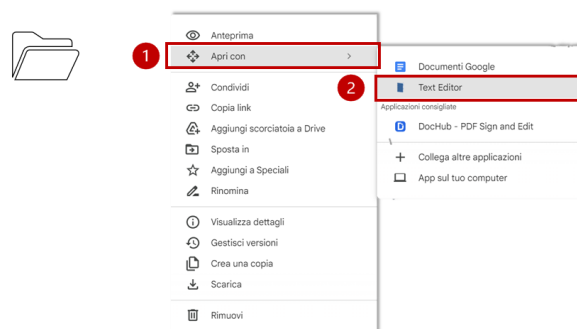 Anteprima
1
Apri con
Condividi
Copia link
Aggiungi scorciatoia a Drive
Sposta in
Aggiungi a Speciali
Rinomina
Visualizza dettagli
Gestisci versioni
Crea una copia
Scarica
Rimuovi
Documenti Google
2
Text Editor
Applicazioni consigliate
D
DocHub - PDF Sign and Edit
Collega altre applicazioni
App sul tuo computer